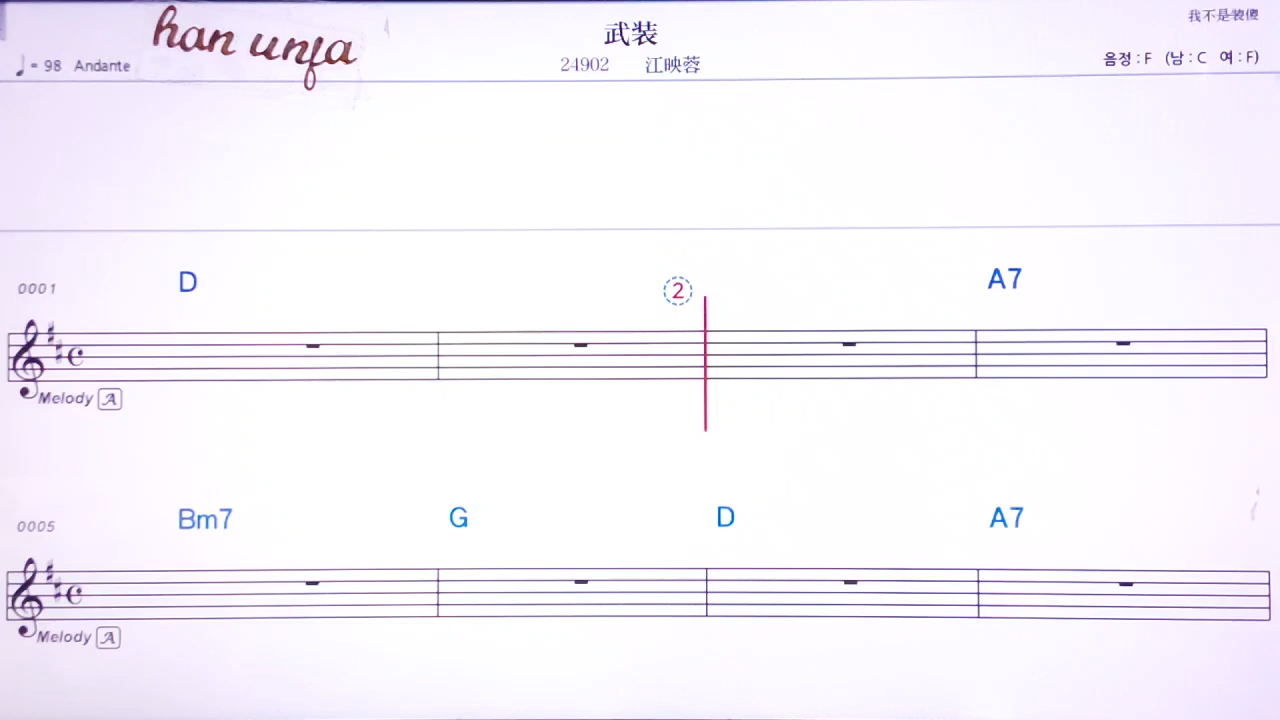 han unfa
武装
我不是装傻
♩= 98 Andante
24902 江映蓉
음정 : F (남 : C 여 : F)
0001 D ② A7
Melody A
0005 Bm7 G D A7
Melody A